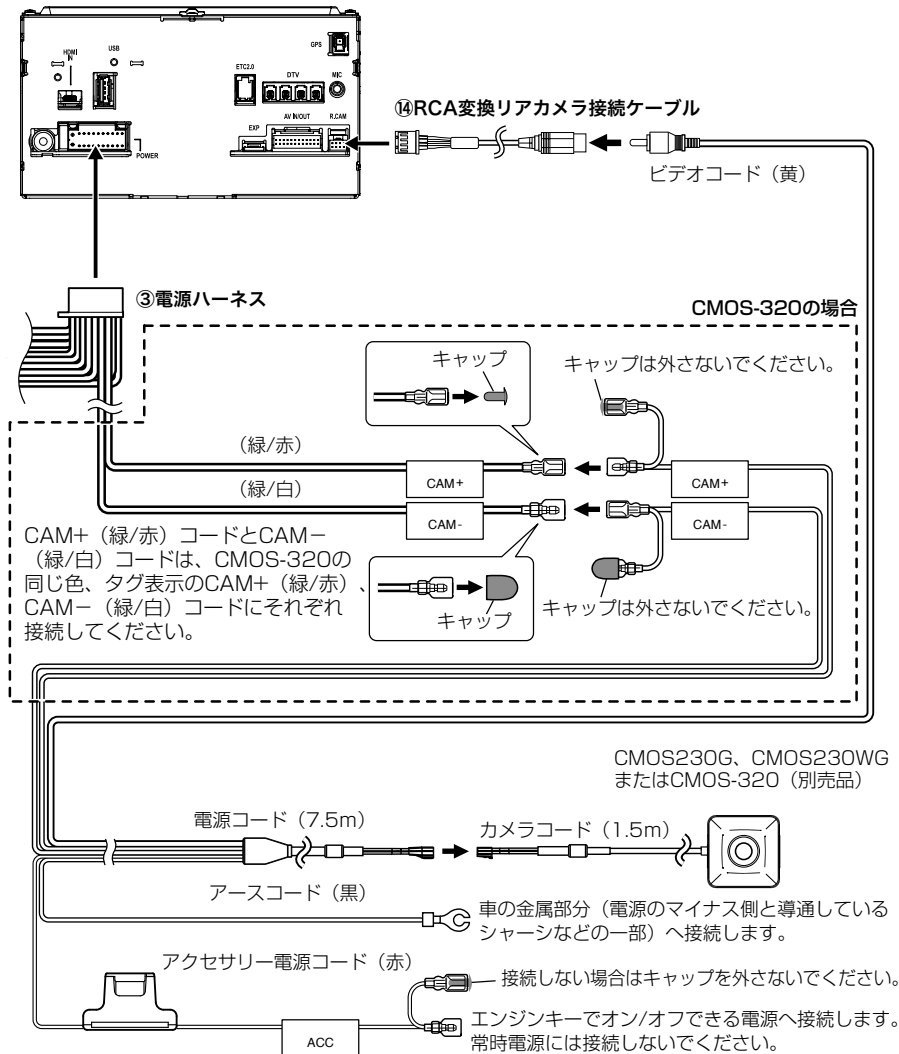 HDMI
IN
USB
GPS
ETC2.0
DTV
MIC
EXP
AV IN/OUT
R.CAM
POWER
⑭RCA変換リアカメラ接続ケーブル
ビデオコード（黄）
③電源ハーネス
CMOS-320の場合
キャップ
キャップは外さないでください。
（緑/赤）
CAM+
CAM+
（緑/白）
CAM-
CAM-
CAM+（緑/赤）コードとCAM−
（緑/白）コードは、CMOS-320の
同じ色、タグ表示のCAM+（緑/赤）、
CAM−（緑/白）コードにそれぞれ
接続してください。
キャップ
キャップは外さないでください。
CMOS230G、CMOS230WG
またはCMOS-320（別売品）
電源コード（7.5m）
カメラコード（1.5m）
アースコード（黒）
車の金属部分（電源のマイナス側と導通している
シャーシなどの一部）へ接続します。
アクセサリー電源コード（赤）
接続しない場合はキャップを外さないでください。
ACC
エンジンキーでオン/オフできる電源へ接続します。
常時電源には接続しないでください。